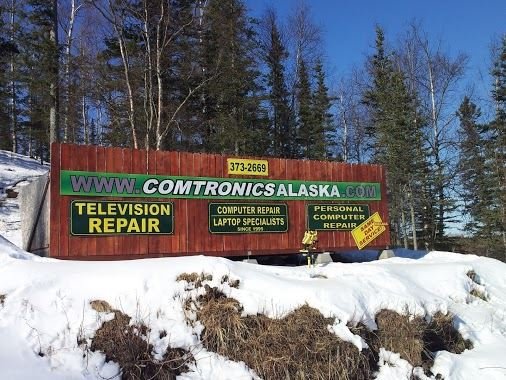 373-2669
WWW.COMTRONICSALASKA.COM
TELEVISION
REPAIR
COMPUTER REPAIR
LAPTOP SPECIALISTS
SINCE 1995
PERSONAL
COMPUTER
REPAIR